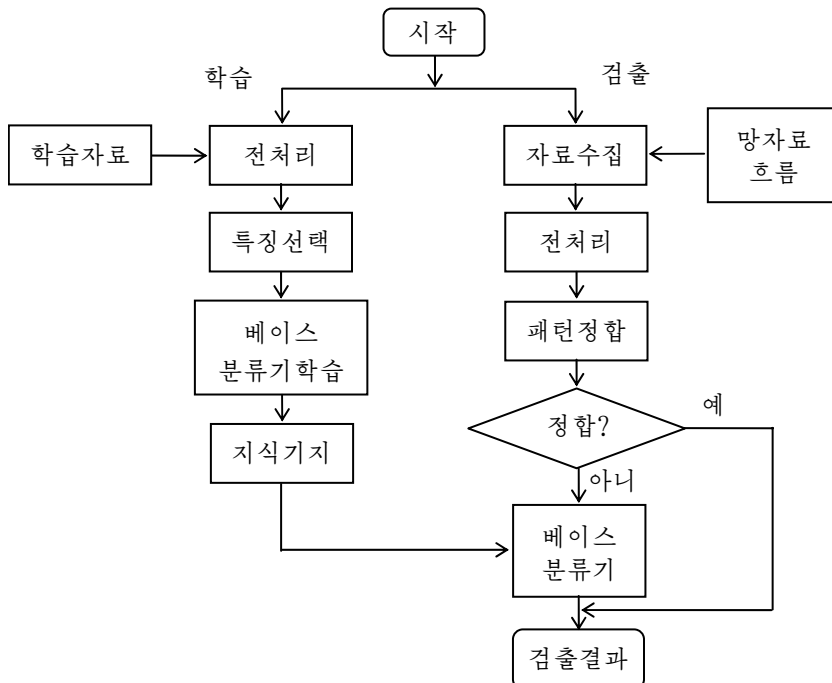 시작
학습
검출
학습자료
전처리
자료수집
망자료
흐름
특징선택
전처리
베이스
분류기학습
패턴정합
정합?
예
지식기지
아니
베이스
분류기
검출결과